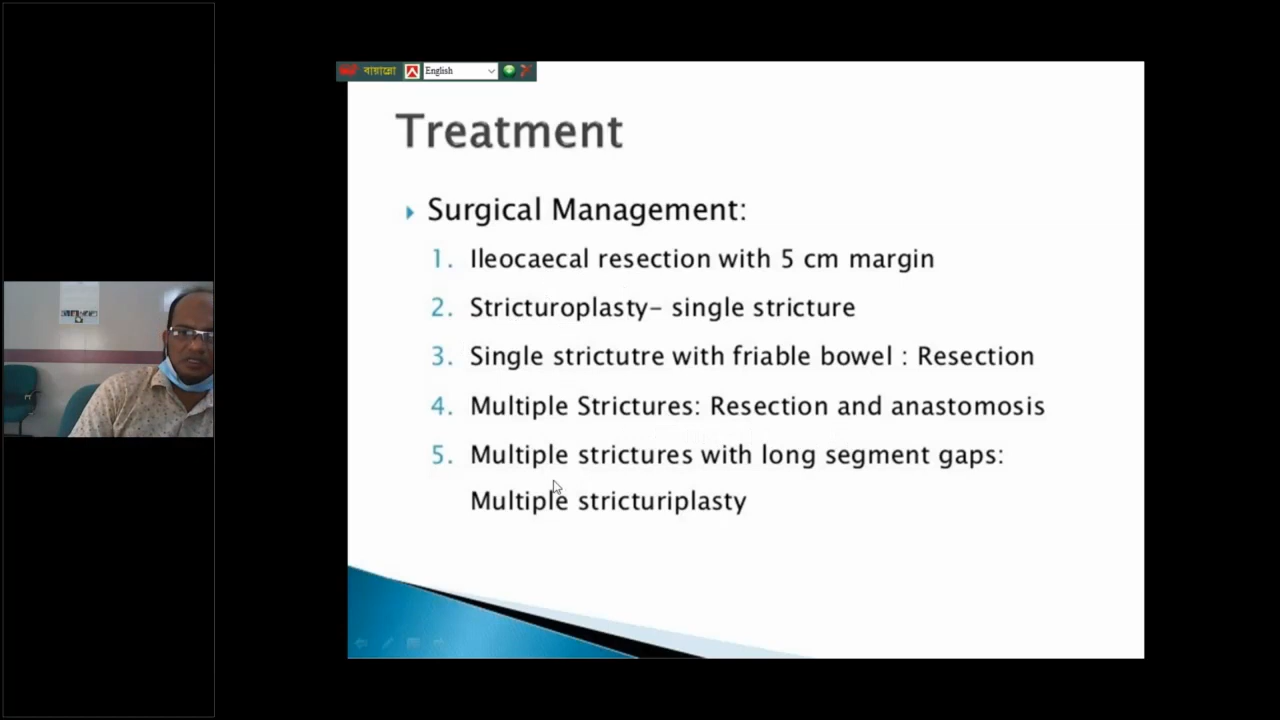 বায়ান্নো
English
Treatment
Surgical Management:
1. Ileocaecal resection with 5 cm margin
2. Stricturoplasty- single stricture
3. Single strictutre with friable bowel : Resection
4. Multiple Strictures: Resection and anastomosis
5. Multiple strictures with long segment gaps:
Multiple stricturiplasty